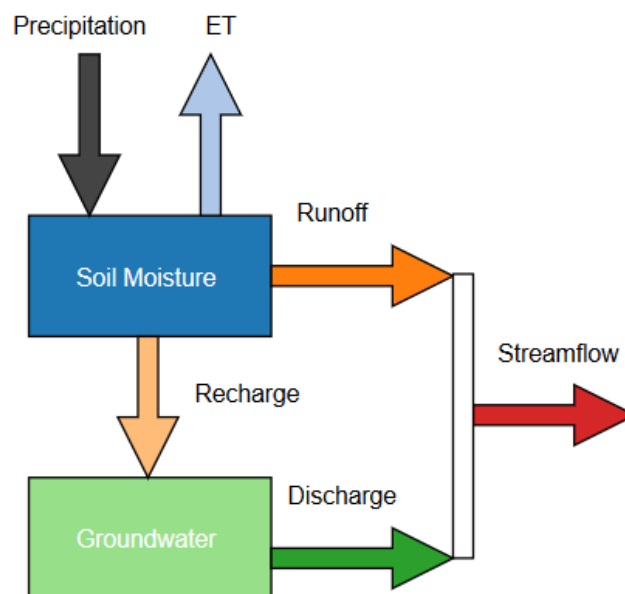 Precipitation
ET
Runoff
Soil Moisture
Streamflow
Recharge
Discharge
Groundwater